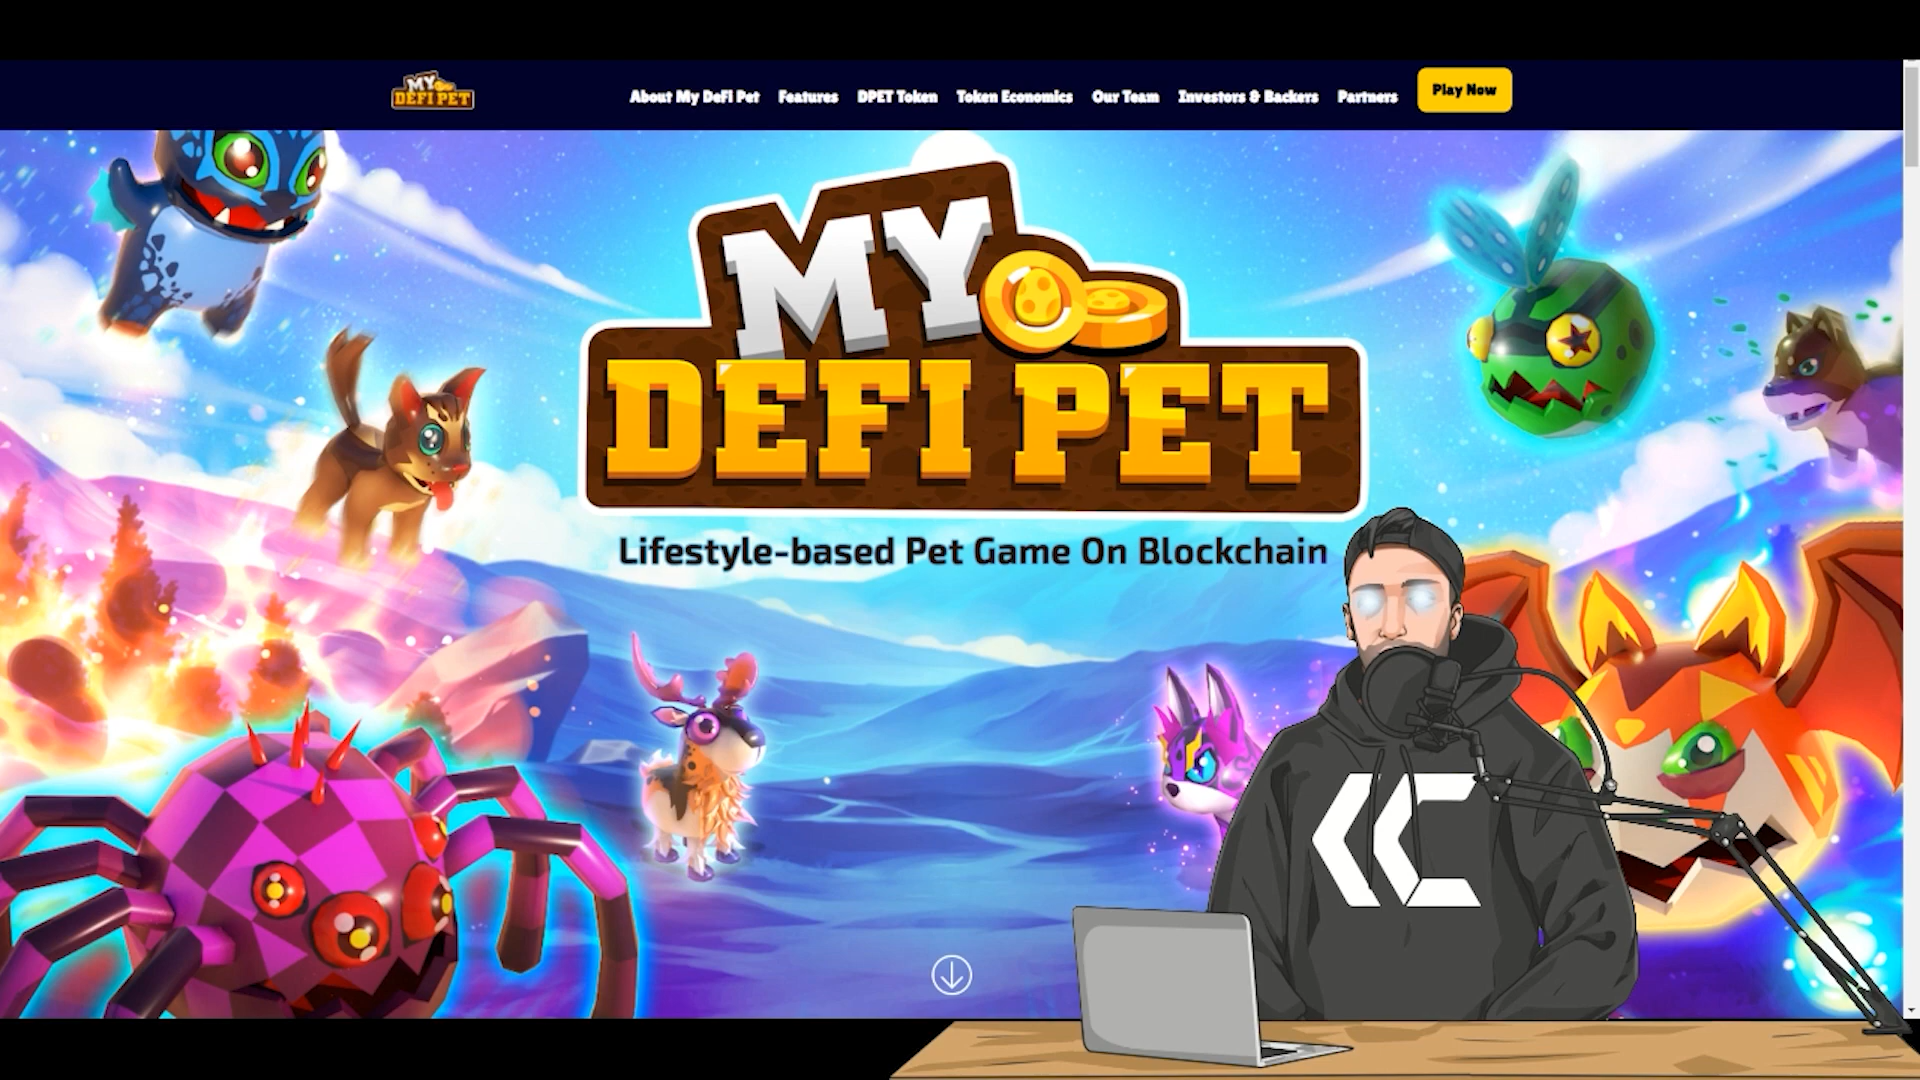 MY
DEFI PET
About My DeFi Pet Features DPET Token Token Economics Our Team Investors & Backers Partners Play Now
MY
DEFI PET
Lifestyle-based Pet Game On Blockchain